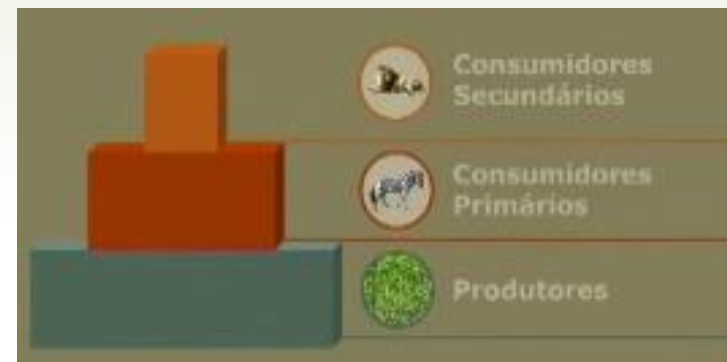 Consumidores
Secundários
Consumidores
Primários
Produtores